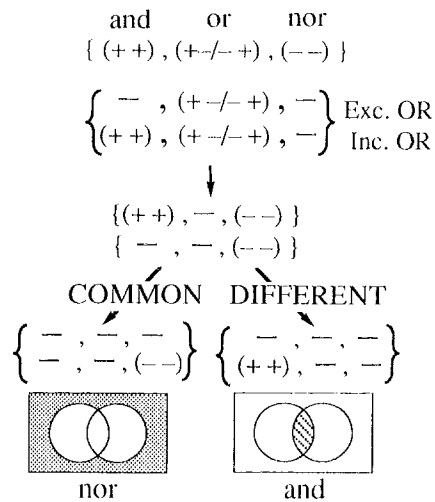 and or nor
{ (+ +) , (+ –/– +) , (– –) }
{ — , (+ –/– +) , — } Exc. OR
{ (+ +) , (+ –/– +) , — } Inc. OR
{ (+ +) , — , (– –) }
{ — , — , (– –) }
COMMON DIFFERENT
{ — , — , — } { — , — , — }
{ — , — , (– –) } { (+ +) , — , — }
nor and